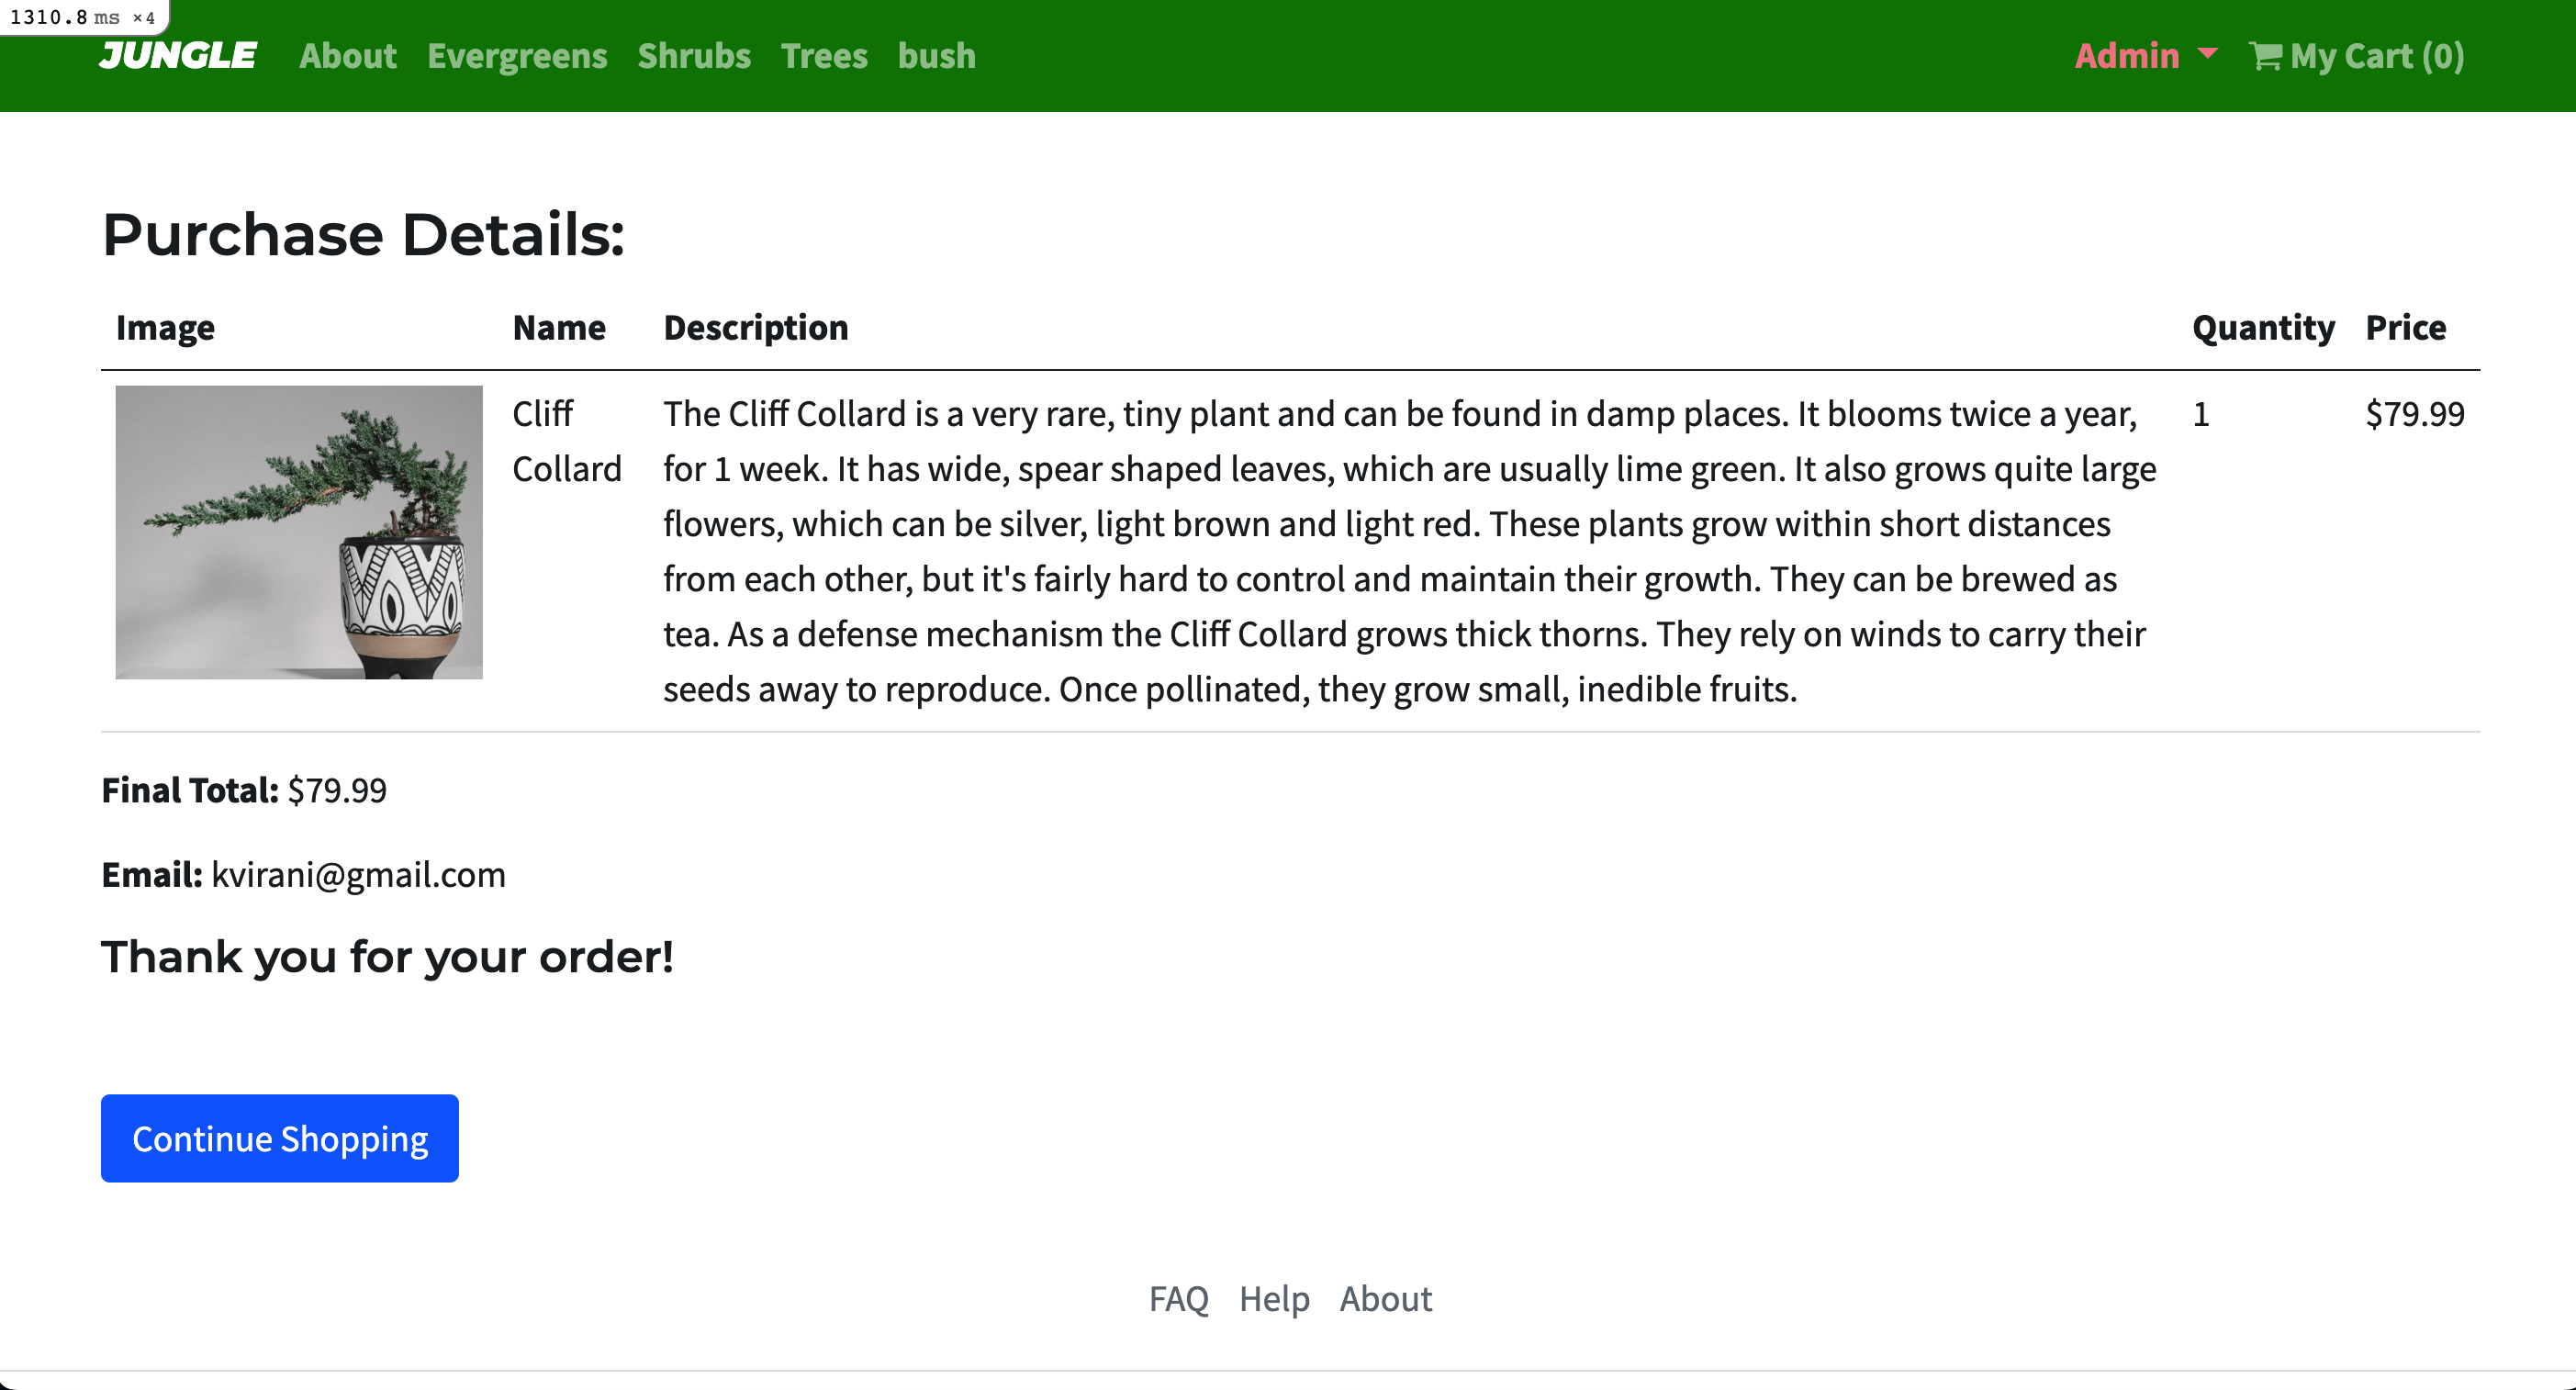 1310.8 ms ×4
JUNGLE About Evergreens Shrubs Trees bush Admin My Cart (0)
Purchase Details:
Image Name Description Quantity Price
Cliff The Cliff Collard is a very rare, tiny plant and can be found in damp places. It blooms twice a year, 1 $79.99
Collard for 1 week. It has wide, spear shaped leaves, which are usually lime green. It also grows quite large
flowers, which can be silver, light brown and light red. These plants grow within short distances
from each other, but it's fairly hard to control and maintain their growth. They can be brewed as
tea. As a defense mechanism the Cliff Collard grows thick thorns. They rely on winds to carry their
seeds away to reproduce. Once pollinated, they grow small, inedible fruits.
Final Total: $79.99
Email: kvirani@gmail.com
Thank you for your order!
Continue Shopping
FAQ Help About